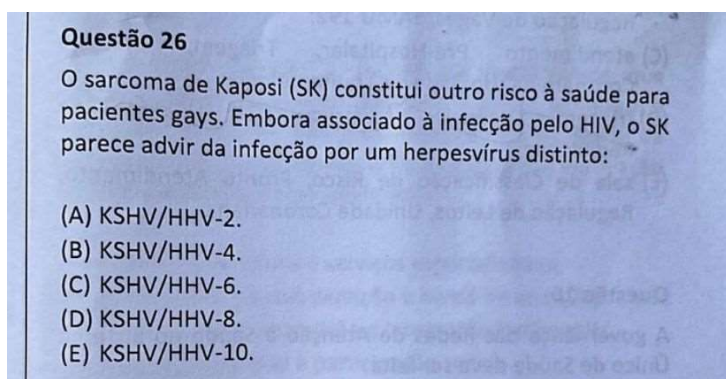 Questão 26
O sarcoma de Kaposi (SK) constitui outro risco à saúde para
pacientes gays. Embora associado à infecção pelo HIV, o SK
parece advir da infecção por um herpesvírus distinto:
(A) KSHV/HHV-2.
(B) KSHV/HHV-4.
(C) KSHV/HHV-6.
(D) KSHV/HHV-8.
(E) KSHV/HHV-10.